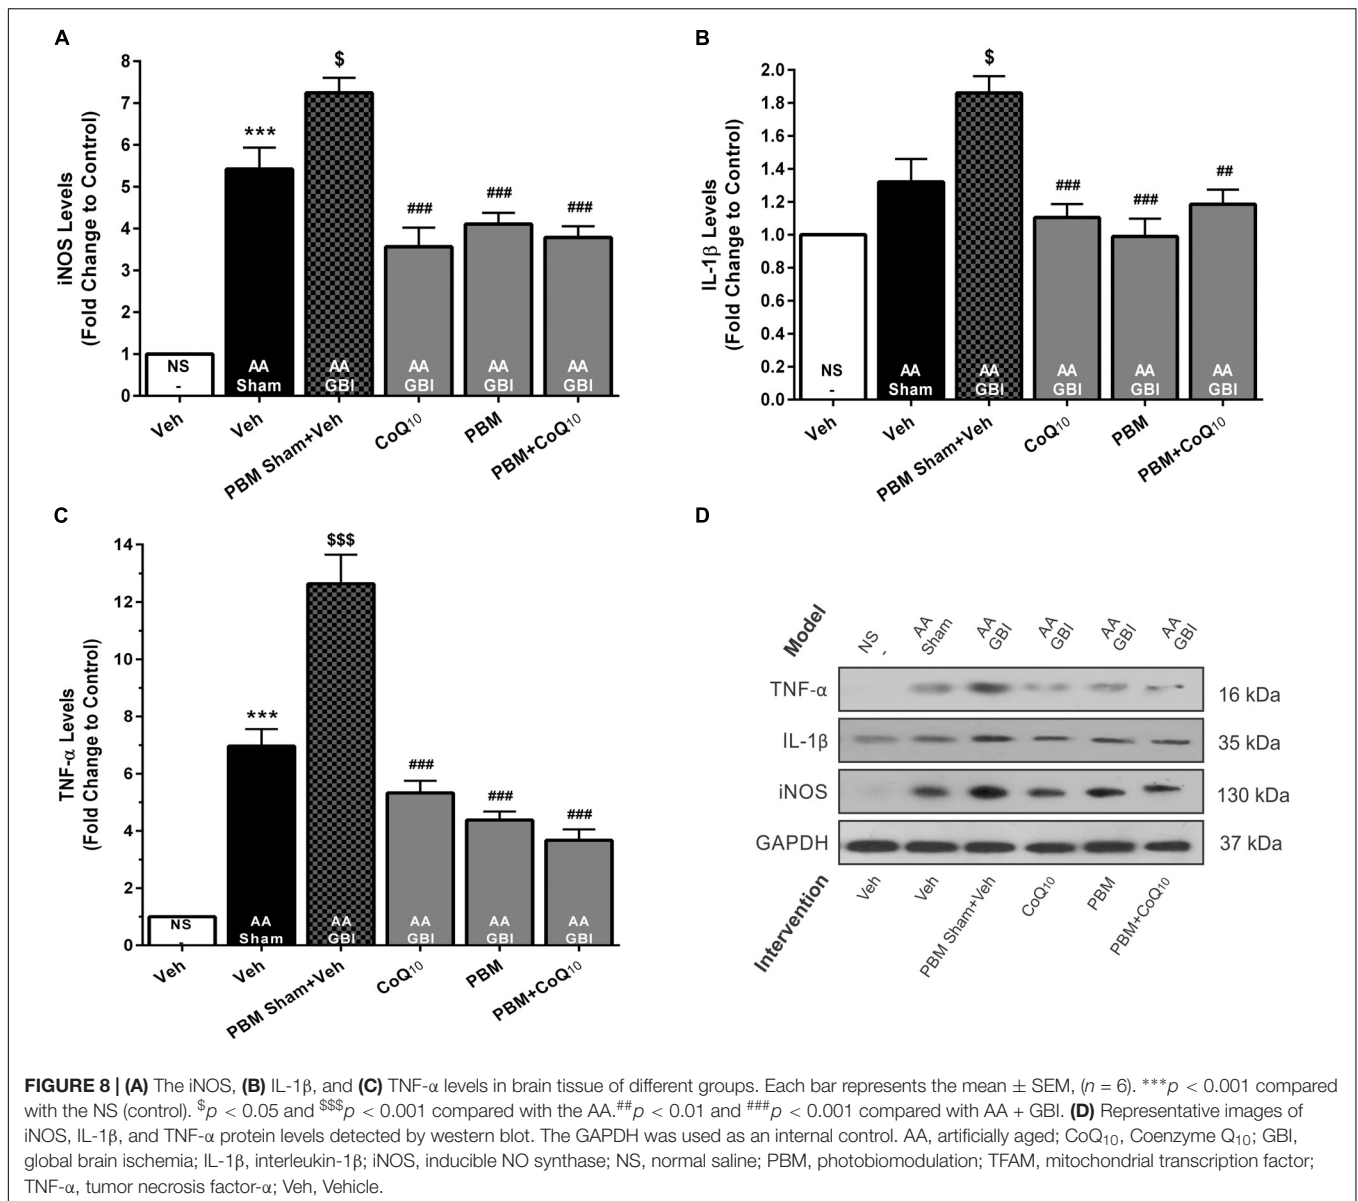 A
iNOS Levels
(Fold Change to Control)
8
7
6
5
4
3
2
1
0
***
$
###
###
###
NS
-
AA
Sham
AA
GBI
AA
GBI
AA
GBI
AA
GBI
Veh
Veh
PBM Sham+Veh
CoQ10
PBM
PBM+CoQ10
B
IL-1β Levels
(Fold Change to Control)
2.0
1.8
1.6
1.4
1.2
1.0
0.8
0.6
0.4
0.2
0.0
$
###
###
##
NS
-
AA
Sham
AA
GBI
AA
GBI
AA
GBI
AA
GBI
Veh
Veh
PBM Sham+Veh
CoQ10
PBM
PBM+CoQ10
C
TNF-α Levels
(Fold Change to Control)
14
12
10
8
6
4
2
0
***
$$$
###
###
###
NS
-
AA
Sham
AA
GBI
AA
GBI
AA
GBI
AA
GBI
Veh
Veh
PBM Sham+Veh
CoQ10
PBM
PBM+CoQ10
D
Model
NS
-
AA
Sham
AA
GBI
AA
GBI
AA
GBI
AA
GBI
TNF-α 16 kDa
IL-1β 35 kDa
iNOS 130 kDa
GAPDH 37 kDa
Intervention
Veh
Veh
PBM Sham+Veh
CoQ10
PBM
PBM+CoQ10
FIGURE 8 | (A) The iNOS, (B) IL-1β, and (C) TNF-α levels in brain tissue of different groups. Each bar represents the mean ± SEM, (n = 6). ***p < 0.001 compared
with the NS (control). $p < 0.05 and $$$p < 0.001 compared with the AA.##p < 0.01 and ###p < 0.001 compared with AA + GBI. (D) Representative images of
iNOS, IL-1β, and TNF-α protein levels detected by western blot. The GAPDH was used as an internal control. AA, artificially aged; CoQ10, Coenzyme Q10; GBI,
global brain ischemia; IL-1β, interleukin-1β; iNOS, inducible NO synthase; NS, normal saline; PBM, photobiomodulation; TFAM, mitochondrial transcription factor;
TNF-α, tumor necrosis factor-α; Veh, Vehicle.